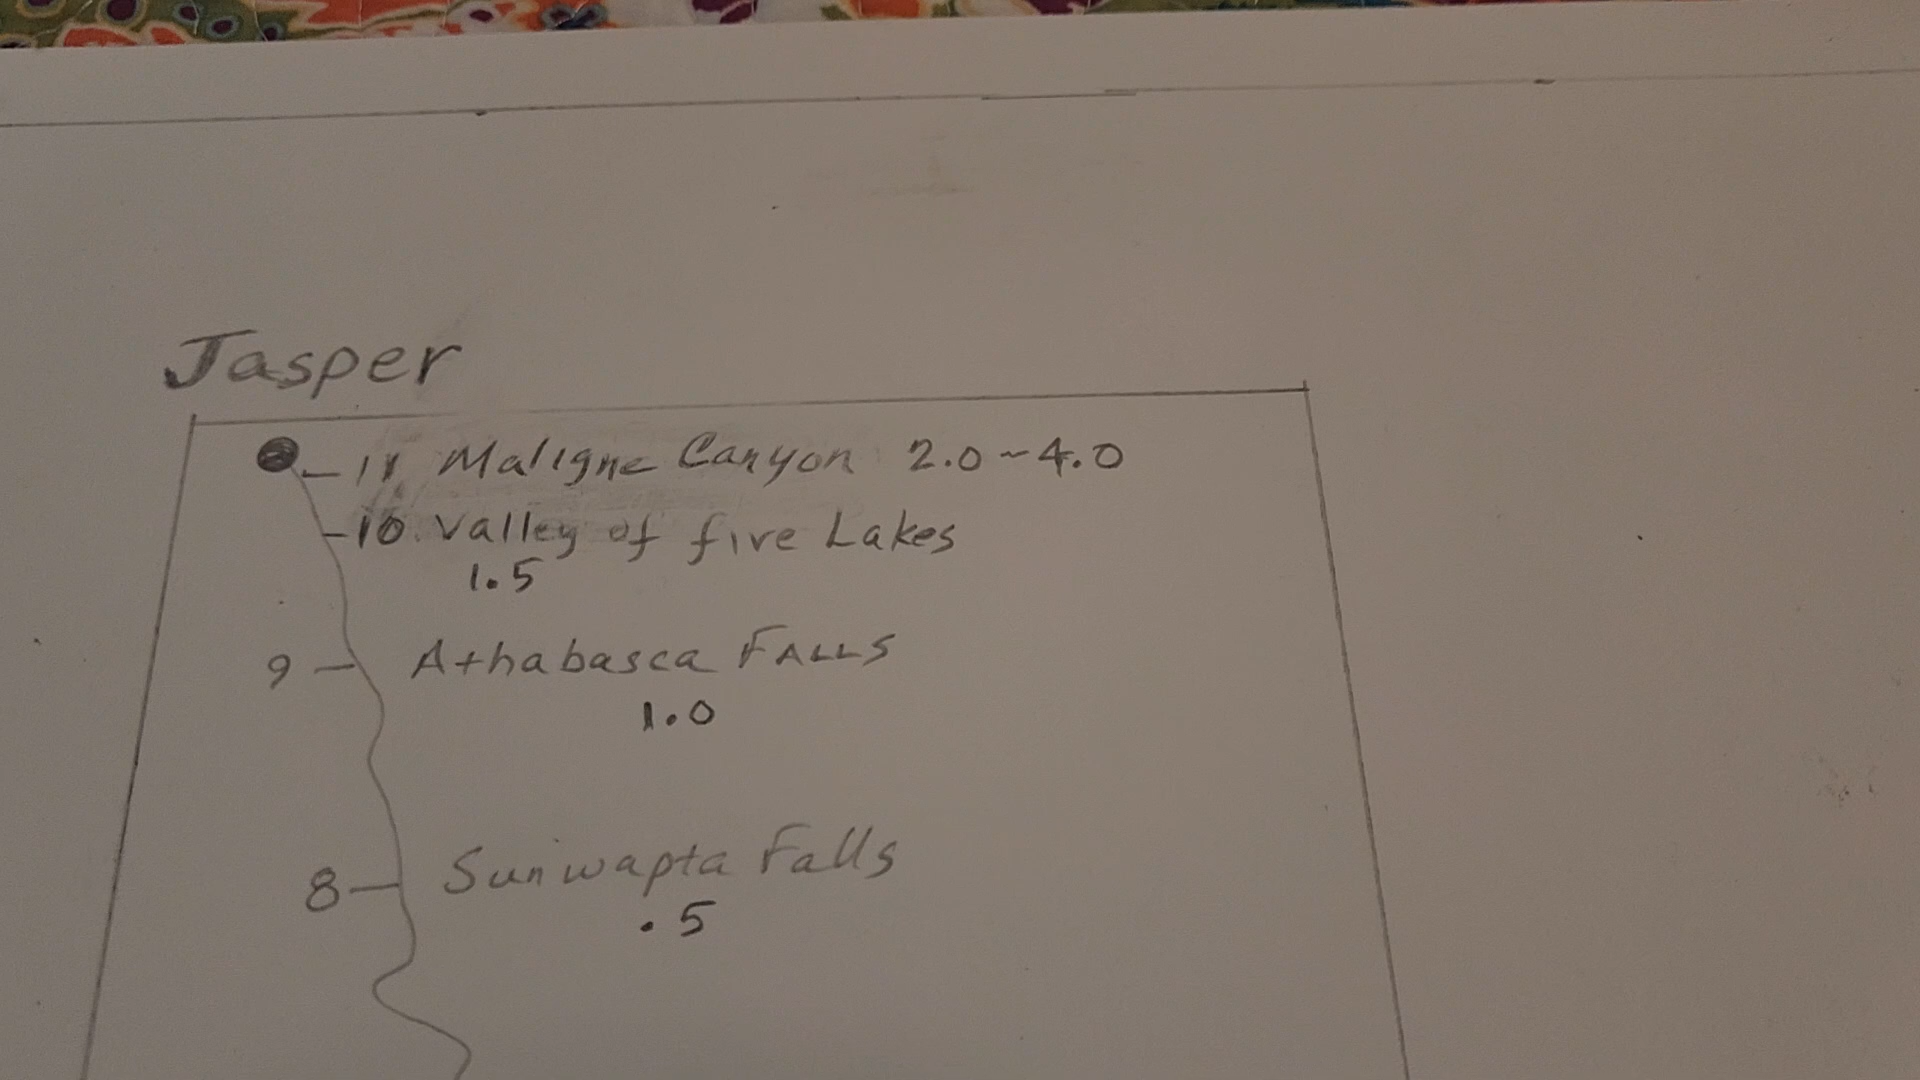 Jasper
11 Maligne Canyon 2.0~4.0
10. Valley of five Lakes
1.5
9 Athabasca FALLS
1.0
8 Sunwapta Falls
.5